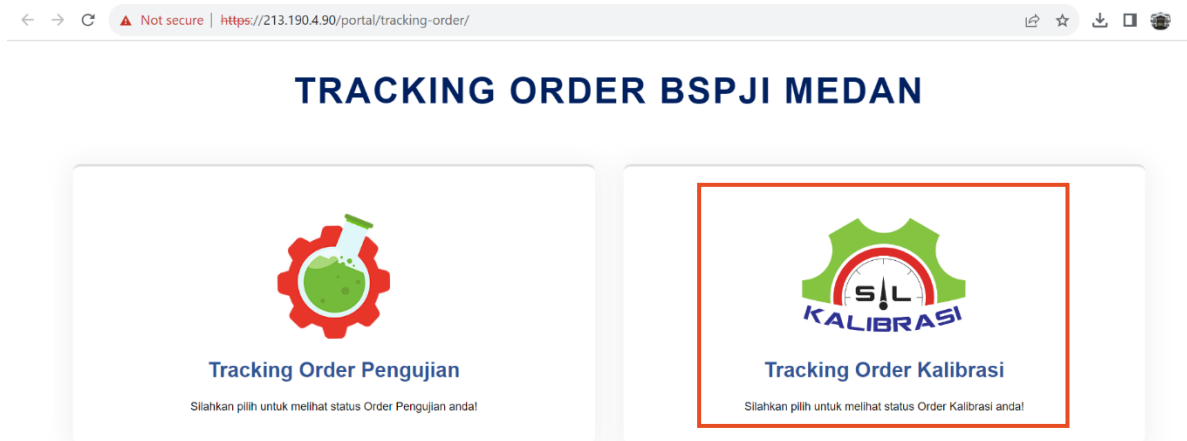 Not secure | https://213.190.4.90/portal/tracking-order/
TRACKING ORDER BSPJI MEDAN
Tracking Order Pengujian
Silahkan pilih untuk melihat status Order Pengujian anda!
SIL
KALIBRASI
Tracking Order Kalibrasi
Silahkan pilih untuk melihat status Order Kalibrasi anda!